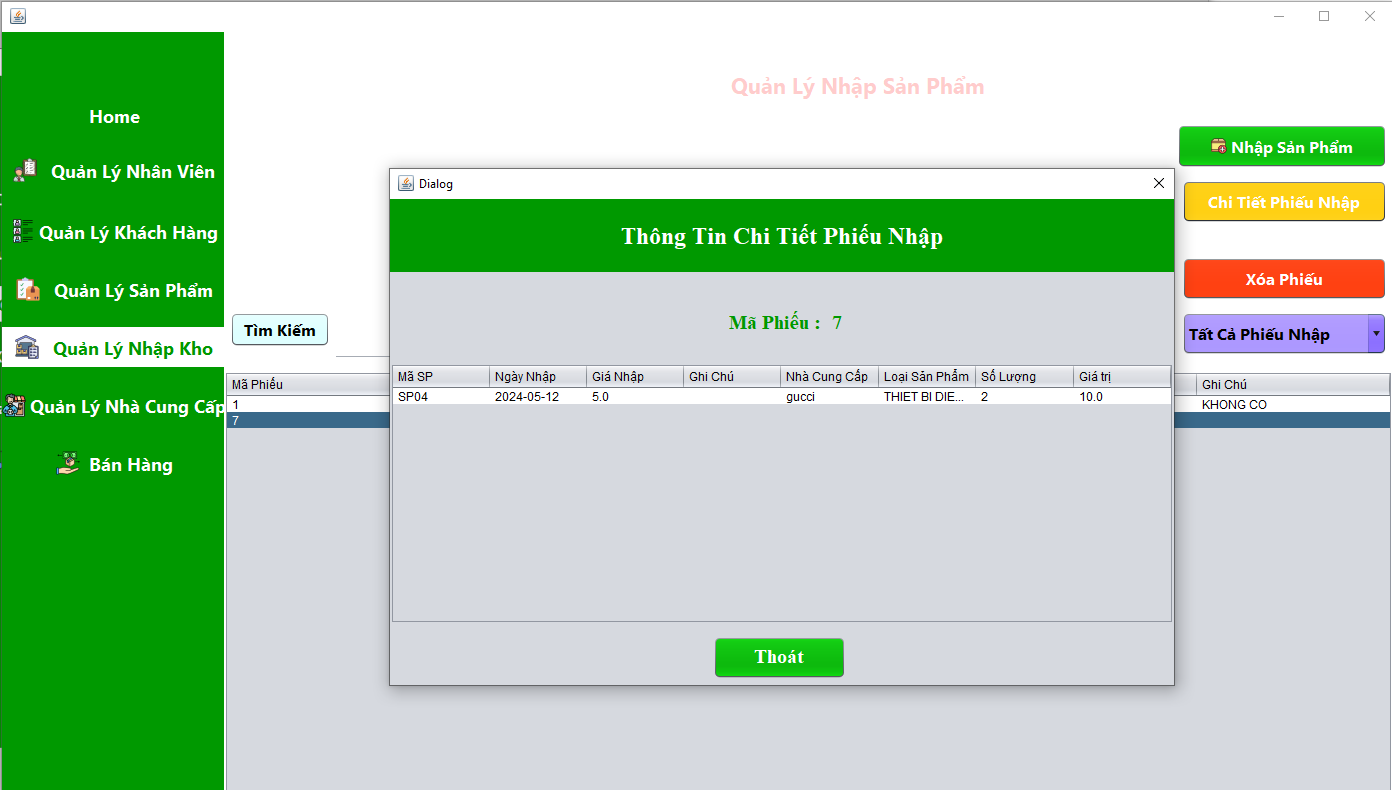 Quản Lý Nhập Sản Phẩm
Home
Quản Lý Nhân Viên
Quản Lý Khách Hàng
Quản Lý Sản Phẩm
Quản Lý Nhập Kho
Quản Lý Nhà Cung Cấp
Bán Hàng
Nhập Sản Phẩm
Chi Tiết Phiếu Nhập
Xóa Phiếu
Tìm Kiếm
Tất Cả Phiếu Nhập
Mã Phiếu
Ghi Chú
1
KHONG CO
7
Dialog
Thông Tin Chi Tiết Phiếu Nhập
Mã Phiếu : 7
Mã SP Ngày Nhập Giá Nhập Ghi Chú Nhà Cung Cấp Loại Sản Phẩm Số Lượng Giá trị
SP04 2024-05-12 5.0 gucci THIET BI DIE... 2 10.0
Thoát